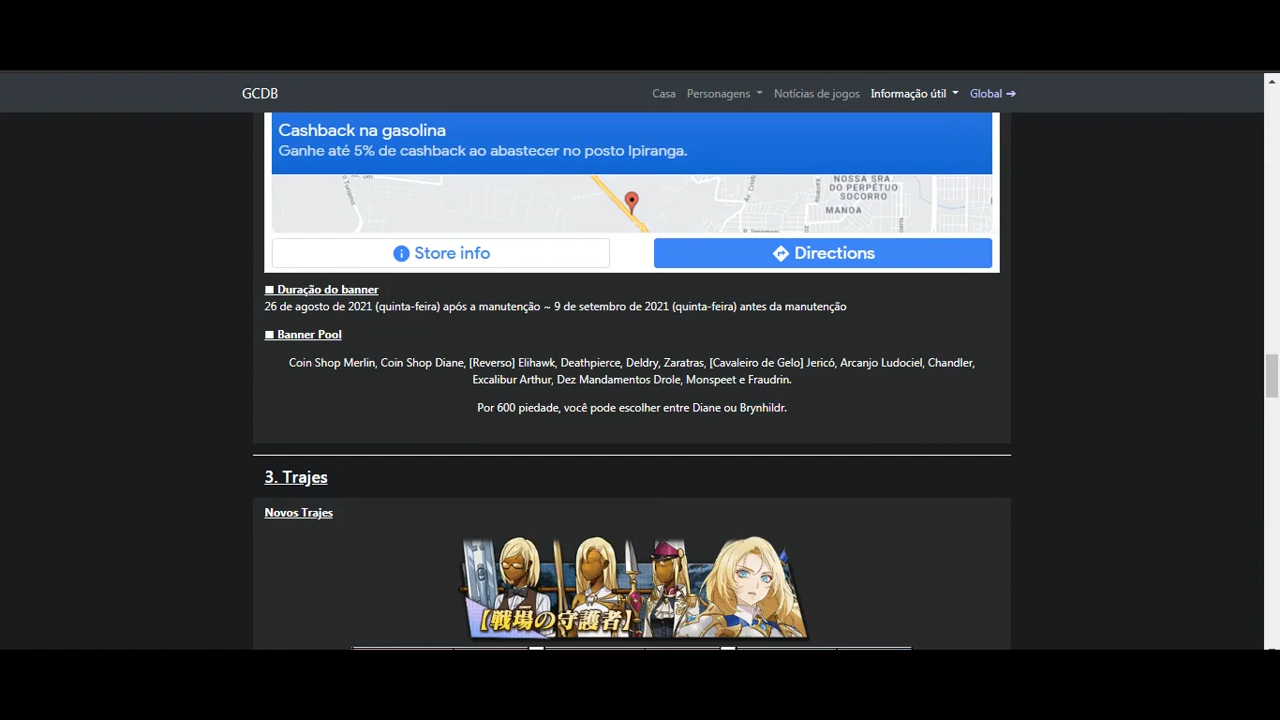 GCDB
Casa Personagens Notícias de jogos Informação útil Global ➔
Cashback na gasolina
Ganhe até 5% de cashback ao abastecer no posto Ipiranga.
NOSSA SRA.
DO PERPÉTUO
SOCORRO
MANOA
Store info
Directions
■ Duração do banner
26 de agosto de 2021 (quinta-feira) após a manutenção ~ 9 de setembro de 2021 (quinta-feira) antes da manutenção
■ Banner Pool
Coin Shop Merlin, Coin Shop Diane, [Reverso] Elihawk, Deathpierce, Deldry, Zaratras, [Cavaleiro de Gelo] Jericó, Arcanjo Ludociel, Chandler,
Excalibur Arthur, Dez Mandamentos Drole, Monspeet e Fraudrin.
Por 600 piedade, você pode escolher entre Diane ou Brynhildr.
3. Trajes
Novos Trajes
【戦場の守護者】